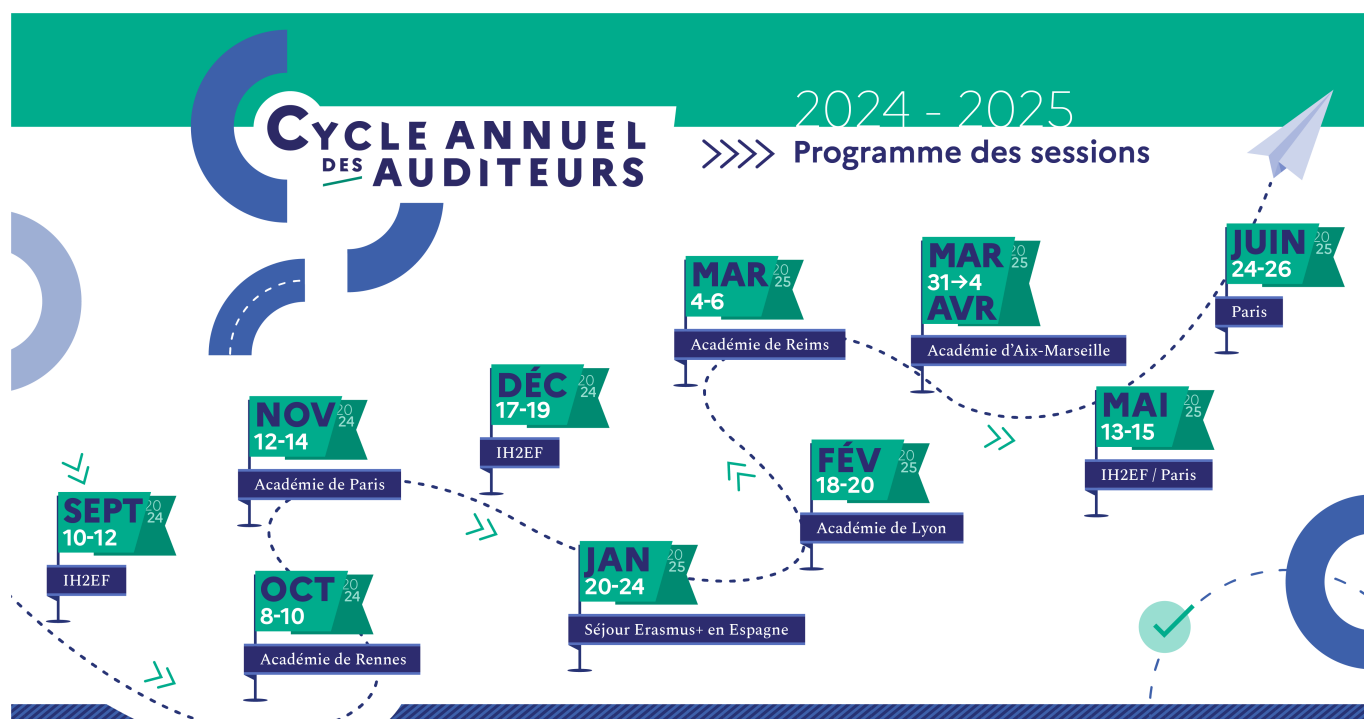 2024 - 2025
CYCLE ANNUEL
DES AUDITEURS
>>>> Programme des sessions
SEPT 2024
10-12
IH2EF
OCT 2024
8-10
Académie de Rennes
NOV 2024
12-14
Académie de Paris
DÉC 2024
17-19
IH2EF
JAN 2025
20-24
Séjour Erasmus+ en Espagne
FÉV 2025
18-20
Académie de Lyon
MAR 2025
4-6
Académie de Reims
MAR 2025
31→4
AVR
Académie d'Aix-Marseille
MAI 2025
13-15
IH2EF / Paris
JUIN 2025
24-26
Paris